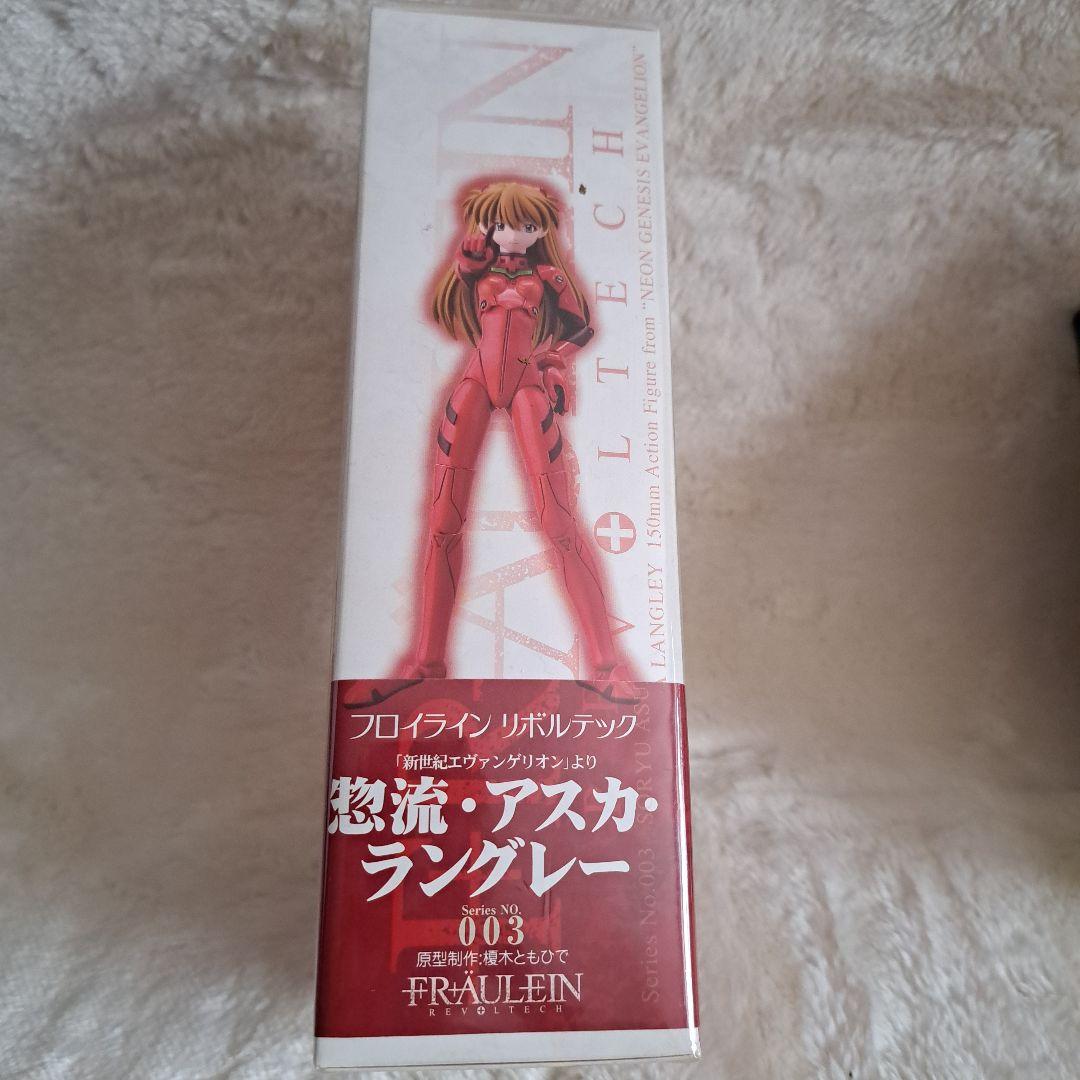 REVOLTECH
Series No.003 SORYU ASUKA LANGLEY 150mm Action Figure from "NEON GENESIS EVANGELION"
FRÄULEIN
フロイライン リボルテック
「新世紀エヴァンゲリオン」より
惣流・アスカ・
ラングレー
Series NO.
003
原型制作:榎木ともひで
FRÄULEIN
REVOLTECH